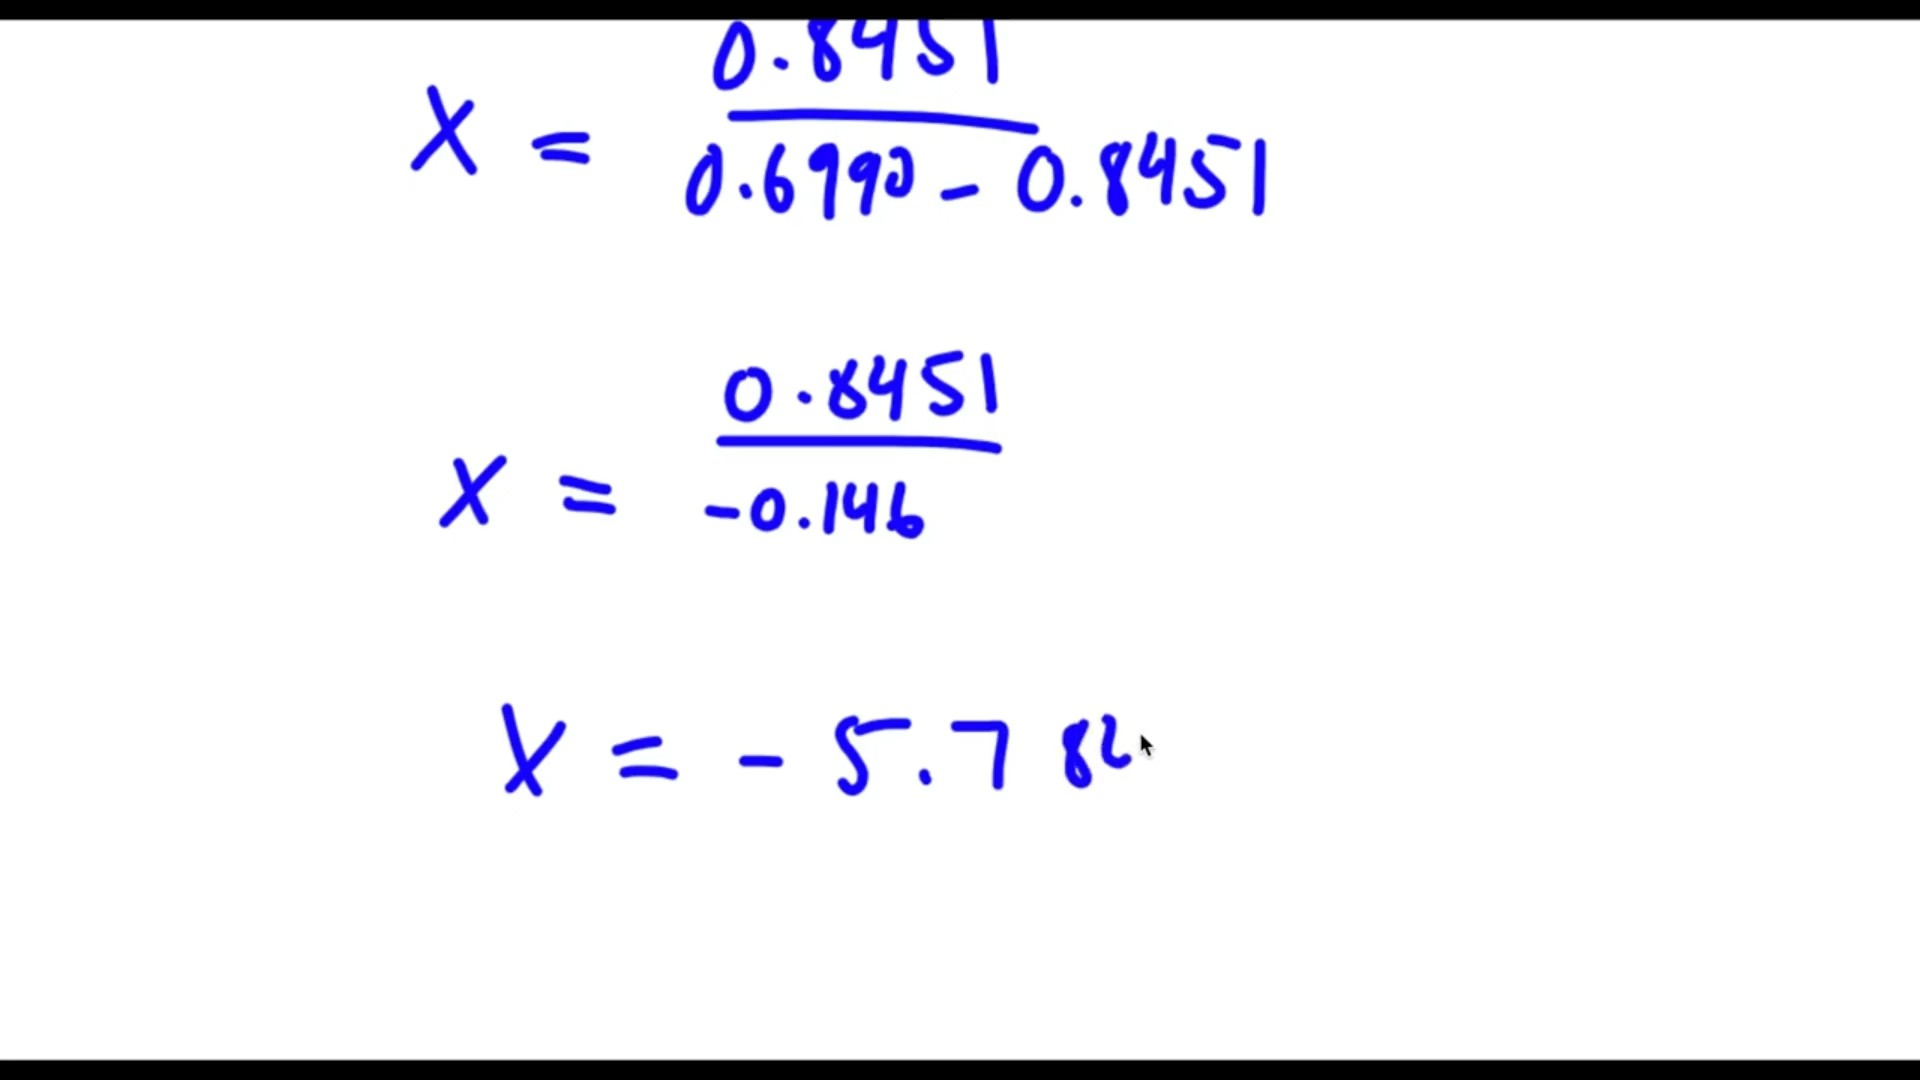 0.8451
X = ⁄
0.6990 - 0.8451
0.8451
X =
-0.146
X = - 5.78